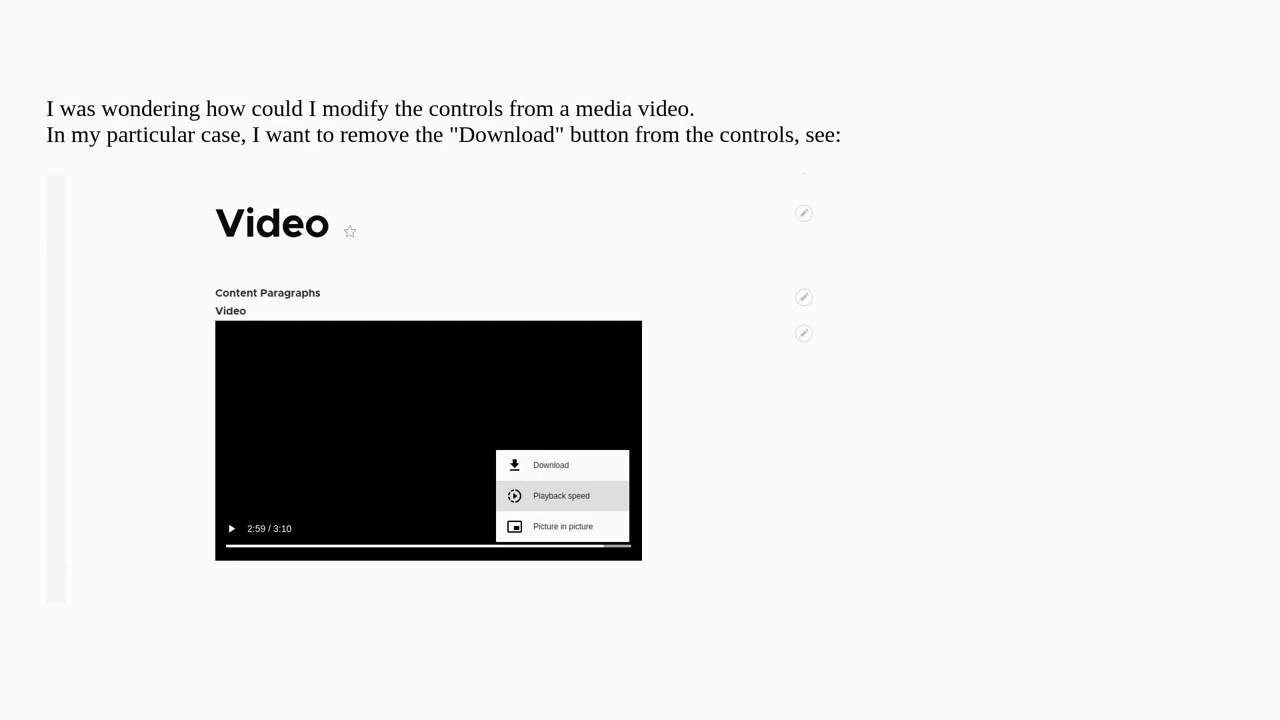 I was wondering how could I modify the controls from a media video.
In my particular case, I want to remove the "Download" button from the controls, see:
Video
Content Paragraphs
Video
Download
Playback speed
Picture in picture
2:59 / 3:10